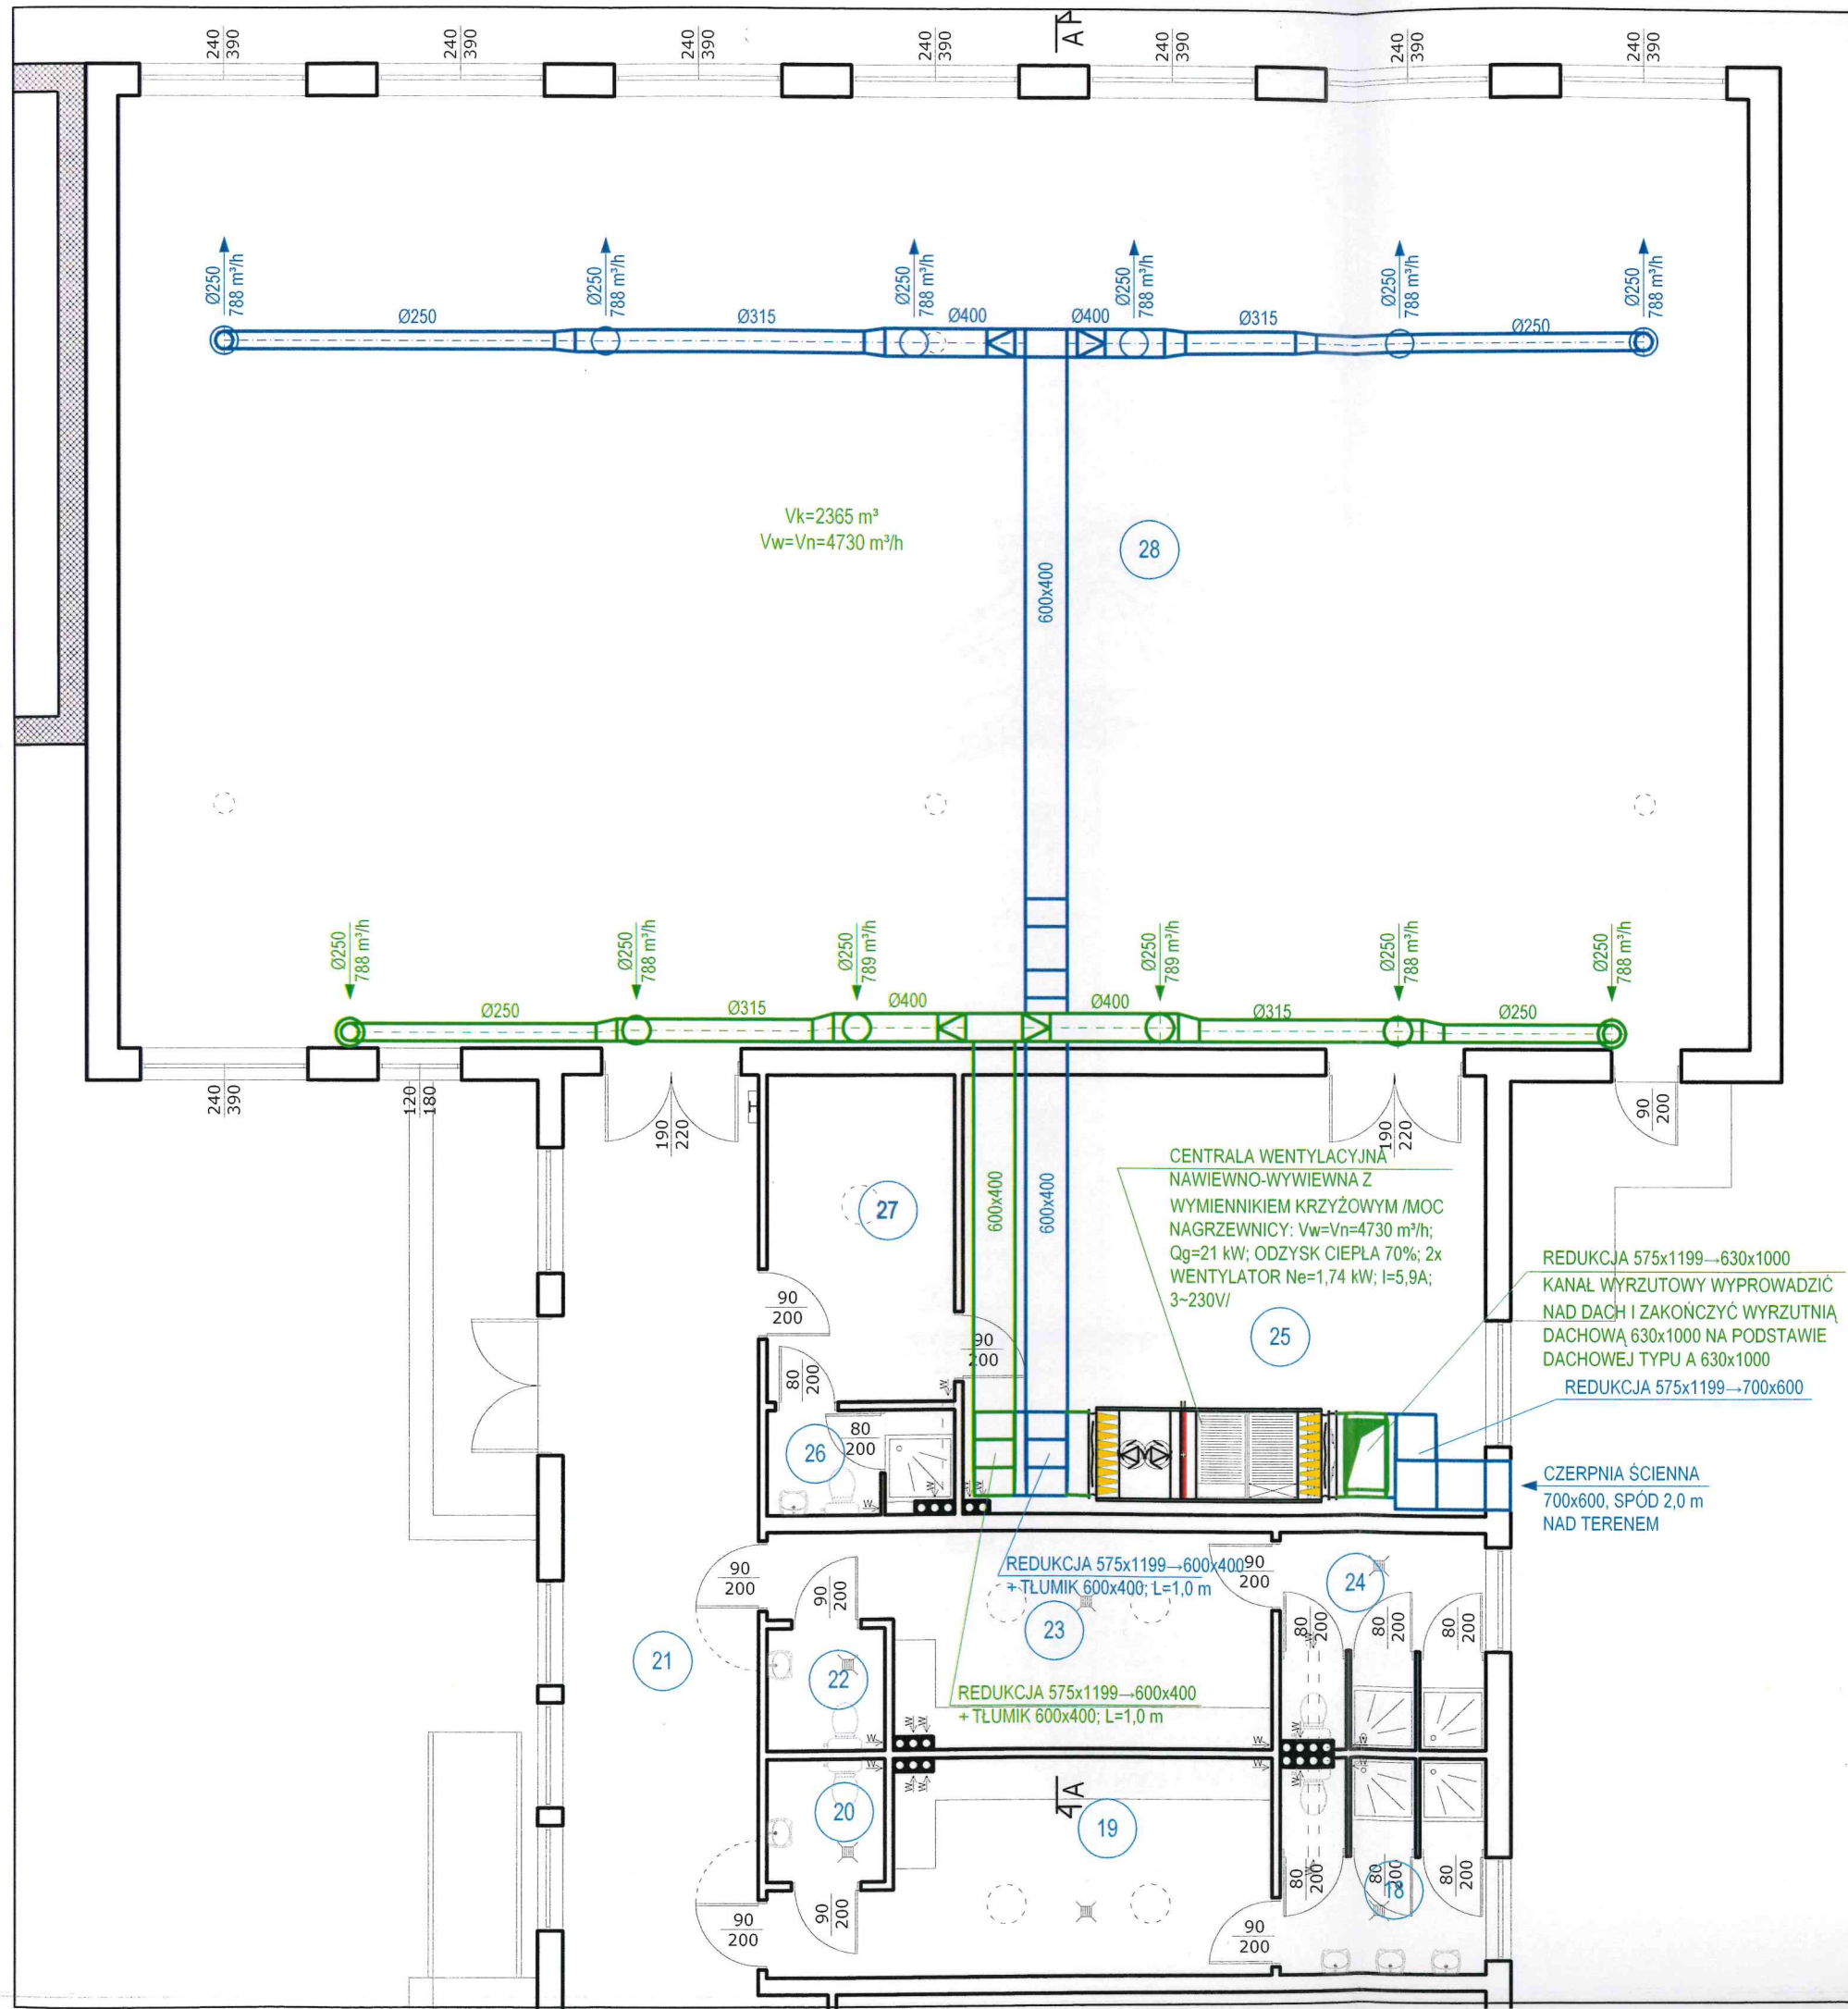 240
390
240
390
240
390
240
390
A
240
390
240
390
240
390
Ø250
788 m³/h
Ø250
788 m³/h
Ø250
788 m³/h
Ø250
788 m³/h
Ø250
788 m³/h
Ø250
788 m³/h
Ø250
Ø315
Ø400
Ø400
Ø315
Ø250
Vk=2365 m³
Vw=Vn=4730 m³/h
28
600x400
Ø250
788 m³/h
Ø250
788 m³/h
Ø250
789 m³/h
Ø250
789 m³/h
Ø250
788 m³/h
Ø250
788 m³/h
Ø250
Ø315
Ø400
Ø400
Ø315
Ø250
240
390
120
180
190
220
H
190
220
90
200
CENTRALA WENTYLACYJNA
NAWIEWNO-WYWIEWNA Z
WYMIENNIKIEM KRZYŻOWYM /MOC
NAGRZEWNICY: Vw=Vn=4730 m³/h;
Qg=21 kW; ODZYSK CIEPŁA 70%; 2x
WENTYLATOR Ne=1,74 kW; I=5,9A;
3~230V/
27
600x400
600x400
REDUKCJA 575x1199→630x1000
KANAŁ WYRZUTOWY WYPROWADZIĆ
NAD DACH I ZAKOŃCZYĆ WYRZUTNIĄ
DACHOWĄ 630x1000 NA PODSTAWIE
DACHOWEJ TYPU A 630x1000
90
200
25
90
200
80
200
W
REDUKCJA 575x1199→700x600
26
80
200
W
W
W
W
CZERPNIA ŚCIENNA
700x600, SPÓD 2,0 m
NAD TERENEM
90
200
90
200
REDUKCJA 575x1199→600x400
+ TŁUMIK 600x400; L=1,0 m
90
200
24
23
80
200
80
200
80
200
W
21
22
REDUKCJA 575x1199→600x400
+ TŁUMIK 600x400; L=1,0 m
W
W
W
W
W
W
W
W
W
W
W
W
20
A
19
80
200
80
200
80
200
W
18
90
200
90
200
90
200